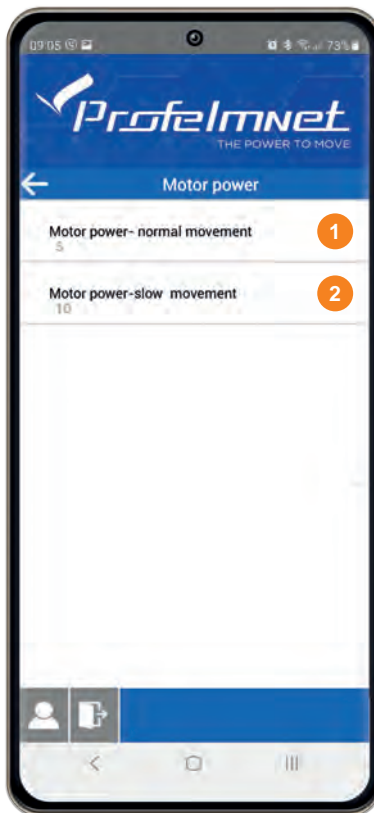 09:05 73%
Profelmnet
THE POWER TO MOVE
Motor power
Motor power- normal movement
1
5
Motor power-slow movement
2
10